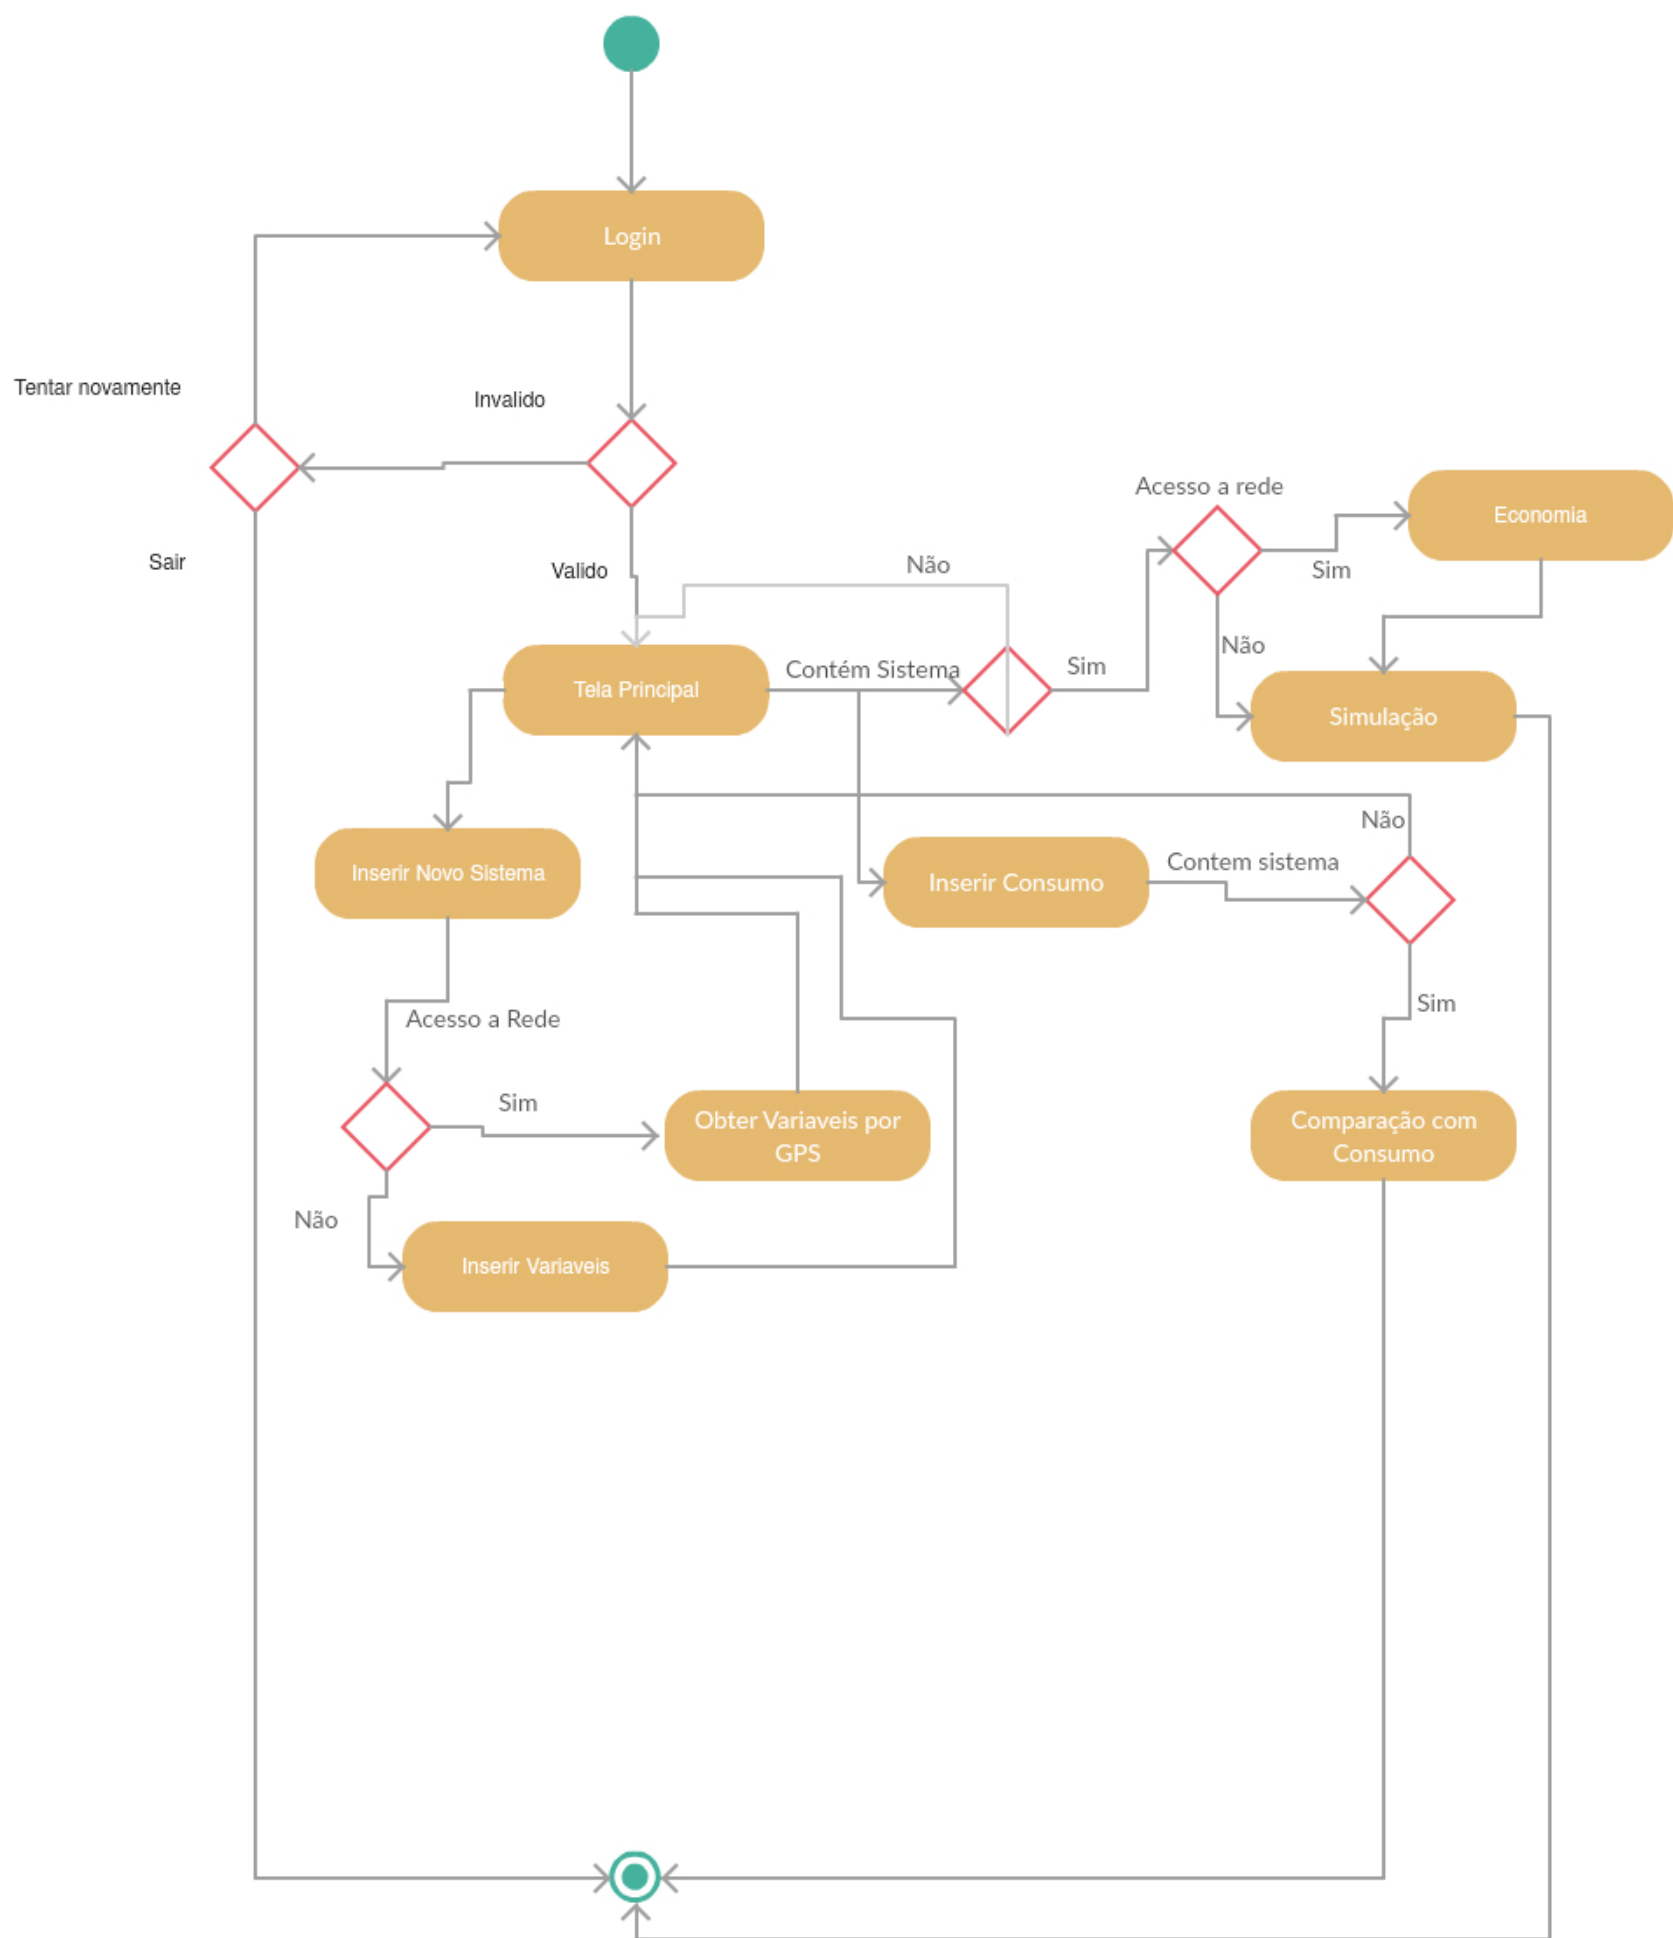 Login
Tentar novamente
Invalido
Acesso a rede
Economia
Sair
Valido
Não
Sim
Não
Contém Sistema
Sim
Tela Principal
Simulação
Não
Inserir Novo Sistema
Inserir Consumo
Contem sistema
Sim
Acesso a Rede
Sim
Obter Variaveis por
GPS
Comparação com
Consumo
Não
Inserir Variaveis